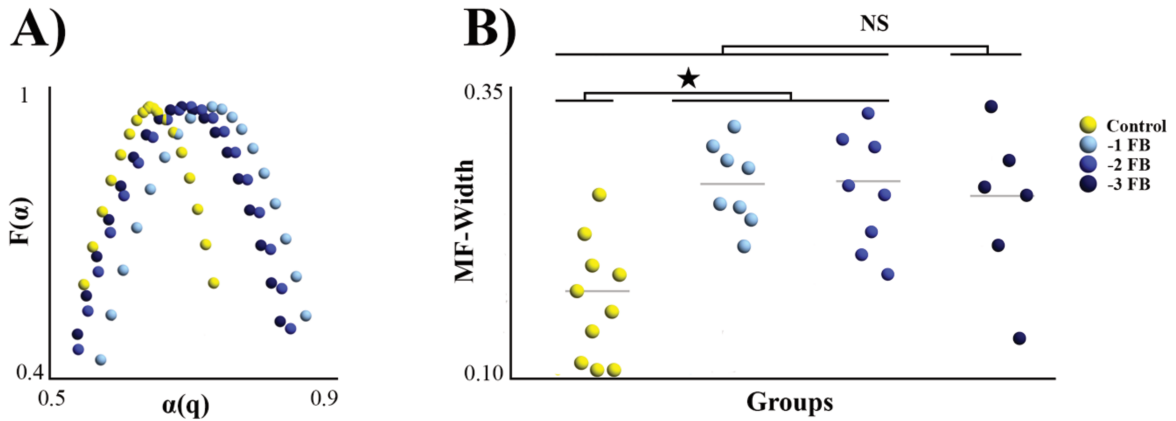 A)
1
F(α)
0.4
0.5
α(q)
0.9
B)
NS
★
0.35
MF-Width
0.10
Groups
Control
-1 FB
-2 FB
-3 FB